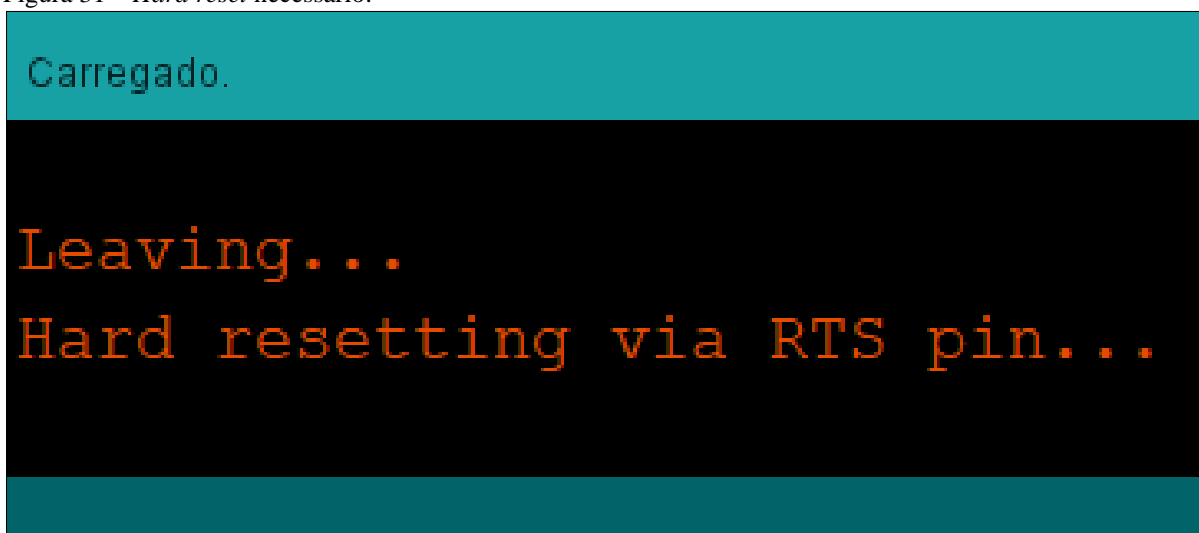 Figura 31 – Hard reset necessário.
Carregado.
Leaving...
Hard resetting via RTS pin...